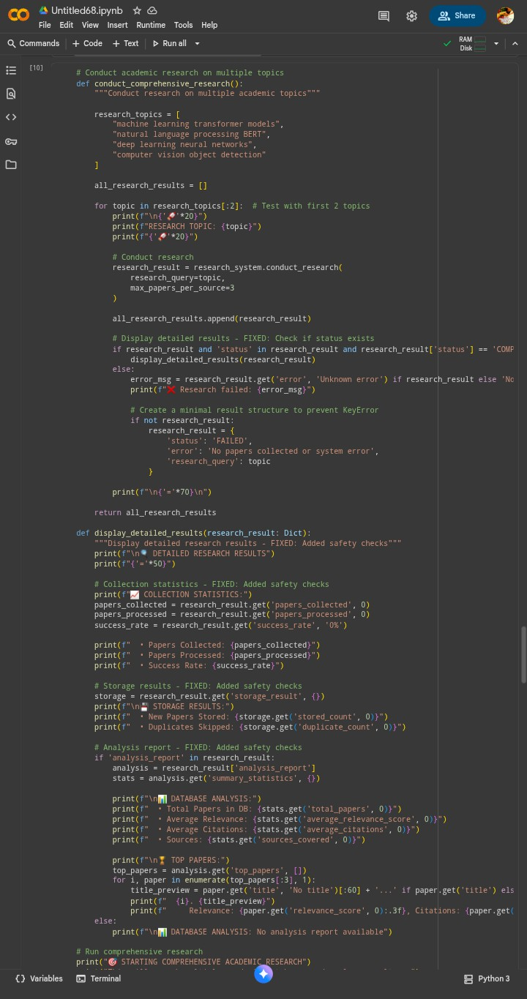 Untitled68.ipynb
File Edit View Insert Runtime Tools Help
Share
Commands + Code + Text Run all
RAM
Disk
[10]
# Conduct academic research on multiple topics
def conduct_comprehensive_research():
    """Conduct research on multiple academic topics"""
    research_topics = [
        "machine learning transformer models",
        "natural language processing BERT",
        "deep learning neural networks",
        "computer vision object detection"
    ]
    all_research_results = []
    for topic in research_topics[:2]:  # Test with first 2 topics
        print(f"\n{'🚀'*20}")
        print(f"RESEARCH TOPIC: {topic}")
        print(f"{'🚀'*20}")
        # Conduct research
        research_result = research_system.conduct_research(
            research_query=topic,
            max_papers_per_source=3
        )
        all_research_results.append(research_result)
        # Display detailed results - FIXED: Check if status exists
        if research_result and 'status' in research_result and research_result['status'] == 'COMP
            display_detailed_results(research_result)
        else:
            error_msg = research_result.get('error', 'Unknown error') if research_result else 'No
            print(f"❌ Research failed: {error_msg}")
            # Create a minimal result structure to prevent KeyError
            if not research_result:
                research_result = {
                    'status': 'FAILED',
                    'error': 'No papers collected or system error',
                    'research_query': topic
                }
        print(f"\n{'='*70}\n")
    return all_research_results
def display_detailed_results(research_result: Dict):
    """Display detailed research results - FIXED: Added safety checks"""
    print(f"\n🔍 DETAILED RESEARCH RESULTS")
    print(f"{'='*50}")
    # Collection statistics - FIXED: Added safety checks
    print(f"📈 COLLECTION STATISTICS:")
    papers_collected = research_result.get('papers_collected', 0)
    papers_processed = research_result.get('papers_processed', 0)
    success_rate = research_result.get('success_rate', '0%')
    print(f"  • Papers Collected: {papers_collected}")
    print(f"  • Papers Processed: {papers_processed}")
    print(f"  • Success Rate: {success_rate}")
    # Storage results - FIXED: Added safety checks
    storage = research_result.get('storage_result', {})
    print(f"\n💾 STORAGE RESULTS:")
    print(f"  • New Papers Stored: {storage.get('stored_count', 0)}")
    print(f"  • Duplicates Skipped: {storage.get('duplicate_count', 0)}")
    # Analysis report - FIXED: Added safety checks
    if 'analysis_report' in research_result:
        analysis = research_result['analysis_report']
        stats = analysis.get('summary_statistics', {})
        print(f"\n📊 DATABASE ANALYSIS:")
        print(f"  • Total Papers in DB: {stats.get('total_papers', 0)}")
        print(f"  • Average Relevance: {stats.get('average_relevance_score', 0)}")
        print(f"  • Average Citations: {stats.get('average_citations', 0)}")
        print(f"  • Sources: {stats.get('sources_covered', 0)}")
        print(f"\n🏆 TOP PAPERS:")
        top_papers = analysis.get('top_papers', [])
        for i, paper in enumerate(top_papers[:3], 1):
            title_preview = paper.get('title', 'No title')[:60] + '...' if paper.get('title') els
            print(f"  {i}. {title_preview}")
            print(f"     Relevance: {paper.get('relevance_score', 0):.3f}, Citations: {paper.get(
    else:
        print(f"\n📊 DATABASE ANALYSIS: No analysis report available")
# Run comprehensive research
print("🎯 STARTING COMPREHENSIVE ACADEMIC RESEARCH")
Variables Terminal Python 3